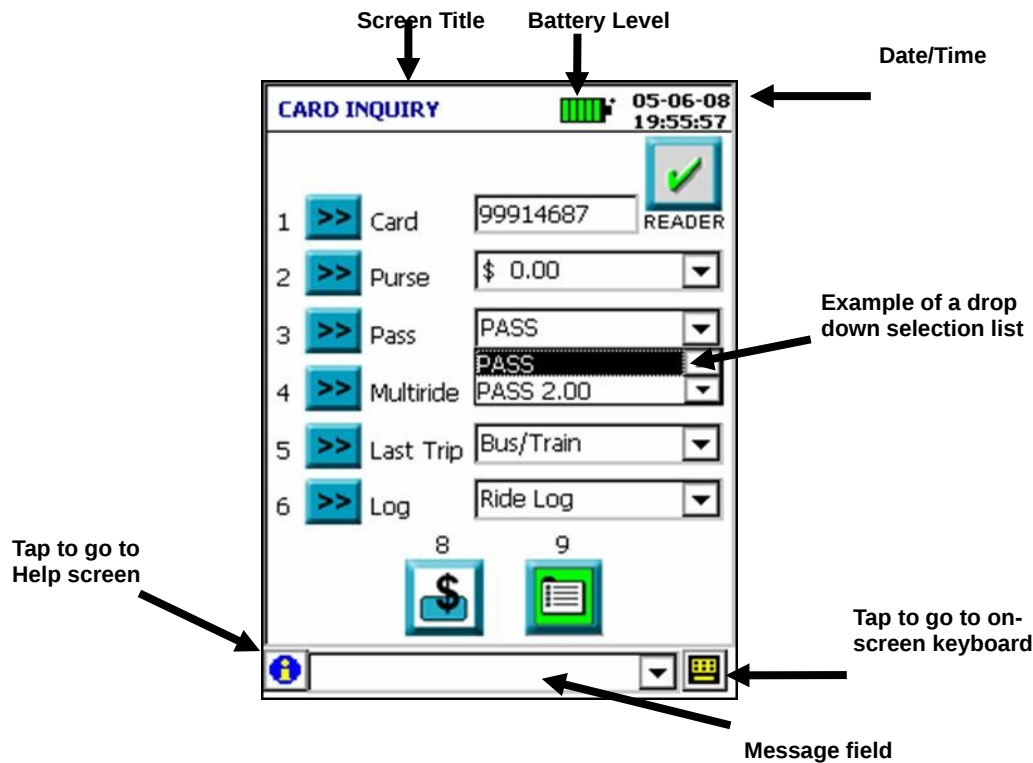 Screen Title
Battery Level
Date/Time
CARD INQUIRY
05-06-08
19:55:57
READER
1 >> Card 99914687
2 >> Purse $ 0.00
3 >> Pass PASS
PASS
4 >> Multiride PASS 2.00
5 >> Last Trip Bus/Train
6 >> Log Ride Log
8 9
$
Example of a drop
down selection list
Tap to go to
Help screen
Tap to go to on-
screen keyboard
Message field